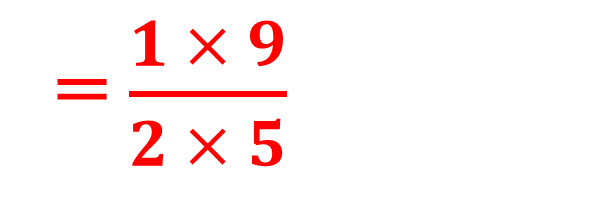 = 1 × 9
2 × 5